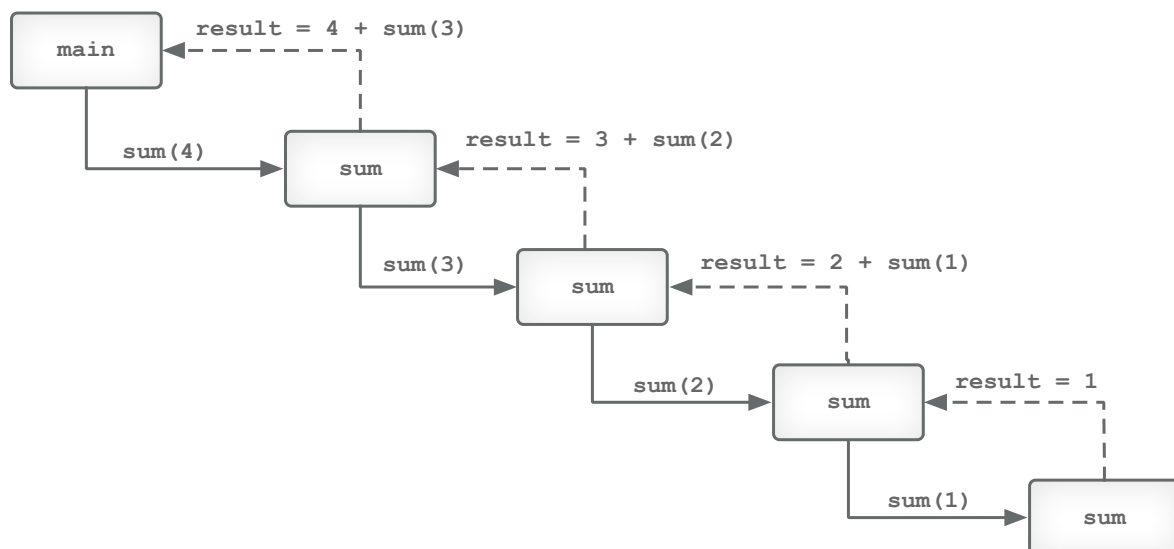 result = 4 + sum(3)
main
result = 3 + sum(2)
sum(4)
sum
result = 2 + sum(1)
sum(3)
sum
result = 1
sum(2)
sum
sum(1)
sum